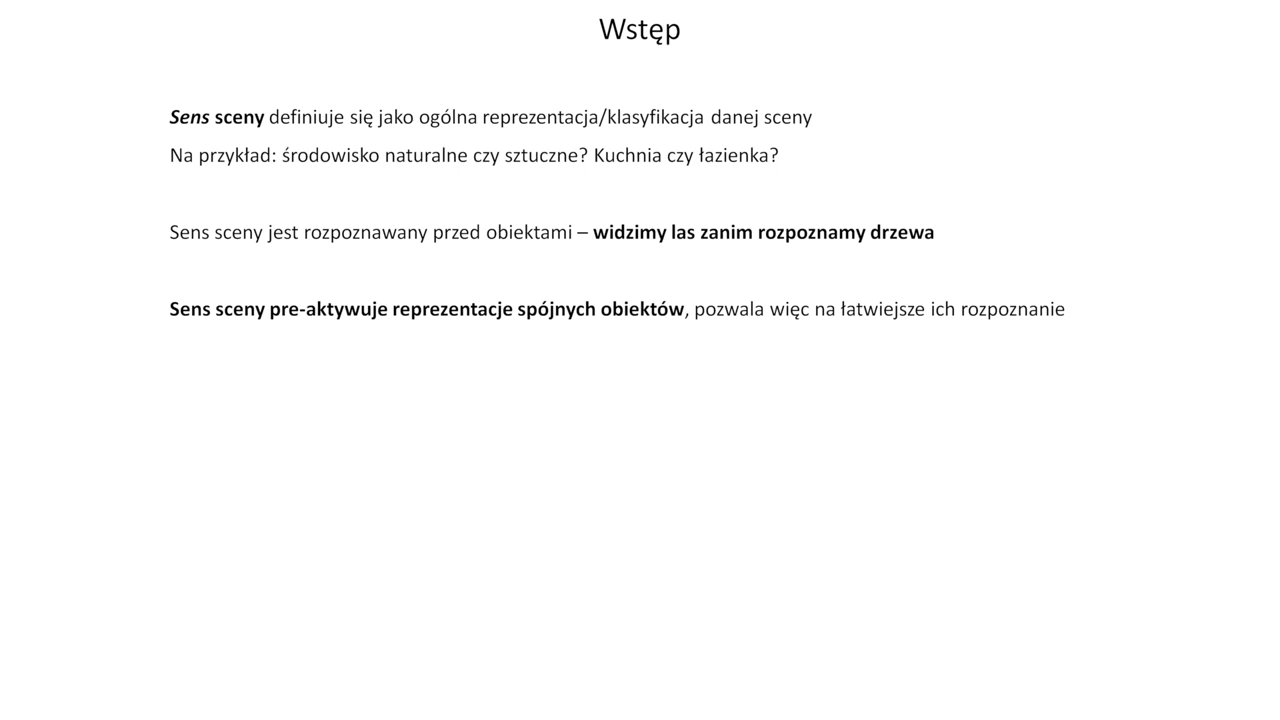 Wstęp
Sens sceny definiuje się jako ogólna reprezentacja/klasyfikacja danej sceny
Na przykład: środowisko naturalne czy sztuczne? Kuchnia czy łazienka?
Sens sceny jest rozpoznawany przed obiektami – widzimy las zanim rozpoznamy drzewa
Sens sceny pre-aktywuje reprezentacje spójnych obiektów, pozwala więc na łatwiejsze ich rozpoznanie